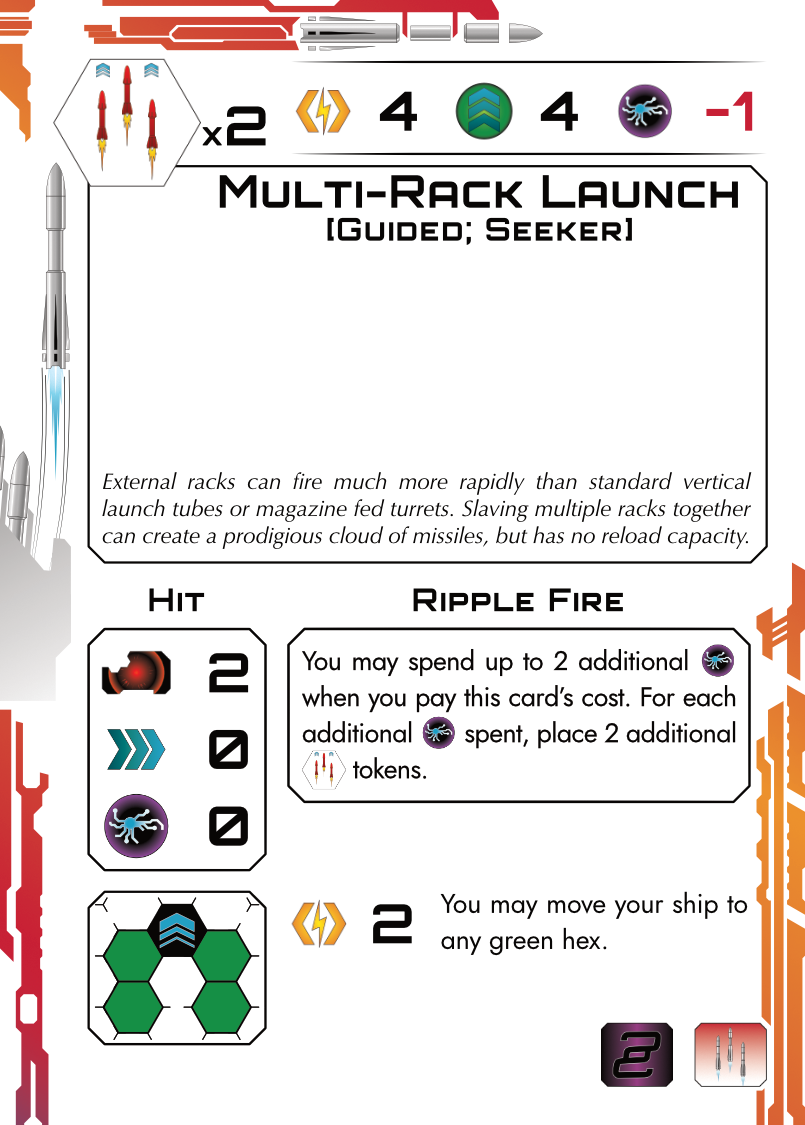 x2 4 4 -1
Multi-Rack Launch
[Guided; Seeker]
External racks can fire much more rapidly than standard vertical
launch tubes or magazine fed turrets. Slaving multiple racks together
can create a prodigious cloud of missiles, but has no reload capacity.
Hit
2
0
0
Ripple Fire
You may spend up to 2 additional
when you pay this card's cost. For each
additional spent, place 2 additional
tokens.
2 You may move your ship to
any green hex.
2